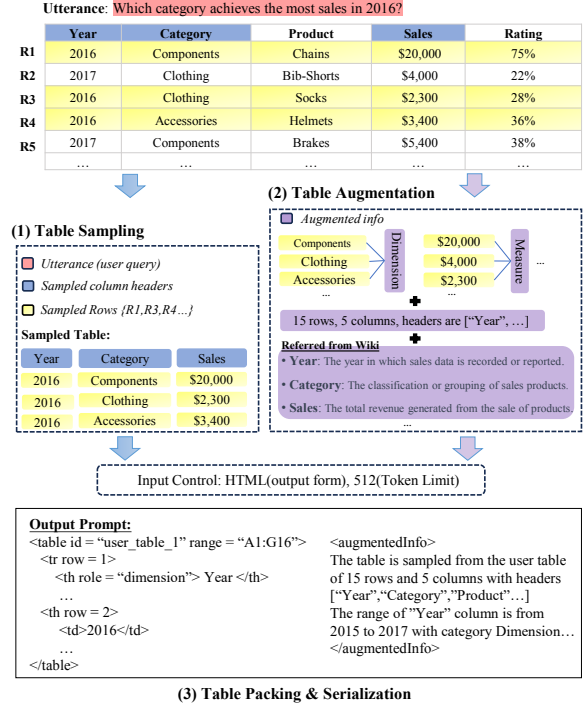 Utterance: Which category achieves the most sales in 2016?
Year Category Product Sales Rating
R1 2016 Components Chains $20,000 75%
R2 2017 Clothing Bib-Shorts $4,000 22%
R3 2016 Clothing Socks $2,300 28%
R4 2016 Accessories Helmets $3,400 36%
R5 2017 Components Brakes $5,400 38%
… … … … …
(1) Table Sampling
Utterance (user query)
Sampled column headers
Sampled Rows {R1,R3,R4…}
Sampled Table:
Year Category Sales
2016 Components $20,000
2016 Clothing $2,300
2016 Accessories $3,400
(2) Table Augmentation
Augmented info
Components
Clothing
Accessories
…
Dimension
$20,000
$4,000
$2,300
…
Measure
...
15 rows, 5 columns, headers are [“Year”, …]
Referred from Wiki
• Year: The year in which sales data is recorded or reported.
• Category: The classification or grouping of sales products.
• Sales: The total revenue generated from the sale of products.
...
Input Control: HTML(output form), 512(Token Limit)
Output Prompt:
<table id = “user_table_1” range = “A1:G16”>
<tr row = 1>
<th role = “dimension”> Year </th>
…
<th row = 2>
<td>2016</td>
…
</table>
<augmentedInfo>
The table is sampled from the user table
of 15 rows and 5 columns with headers
[“Year”,“Category”,”Product”…]
The range of ”Year” column is from
2015 to 2017 with category Dimension…
</augmentedInfo>
(3) Table Packing & Serialization